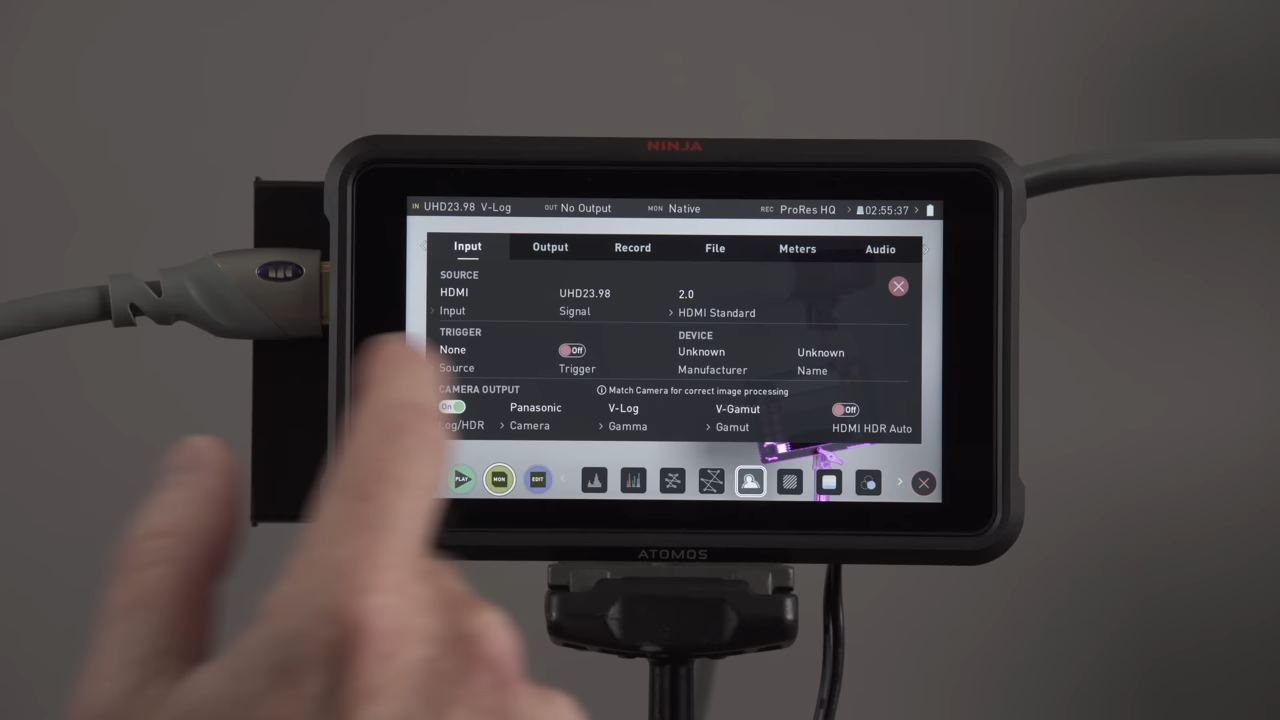 NINJA
IN UHD23.98 V-Log OUT No Output MON Native REC ProRes HQ 02:55:37
Input Output Record File Meters Audio
SOURCE
HDMI UHD23.98 2.0
Input Signal HDMI Standard
TRIGGER DEVICE
None Off Unknown Unknown
Source Trigger Manufacturer Name
CAMERA OUTPUT Match Camera for correct image processing
On Panasonic V-Log V-Gamut Off
Log/HDR Camera Gamma Gamut HDMI HDR Auto
PLAY MON EDIT
ATOMOS